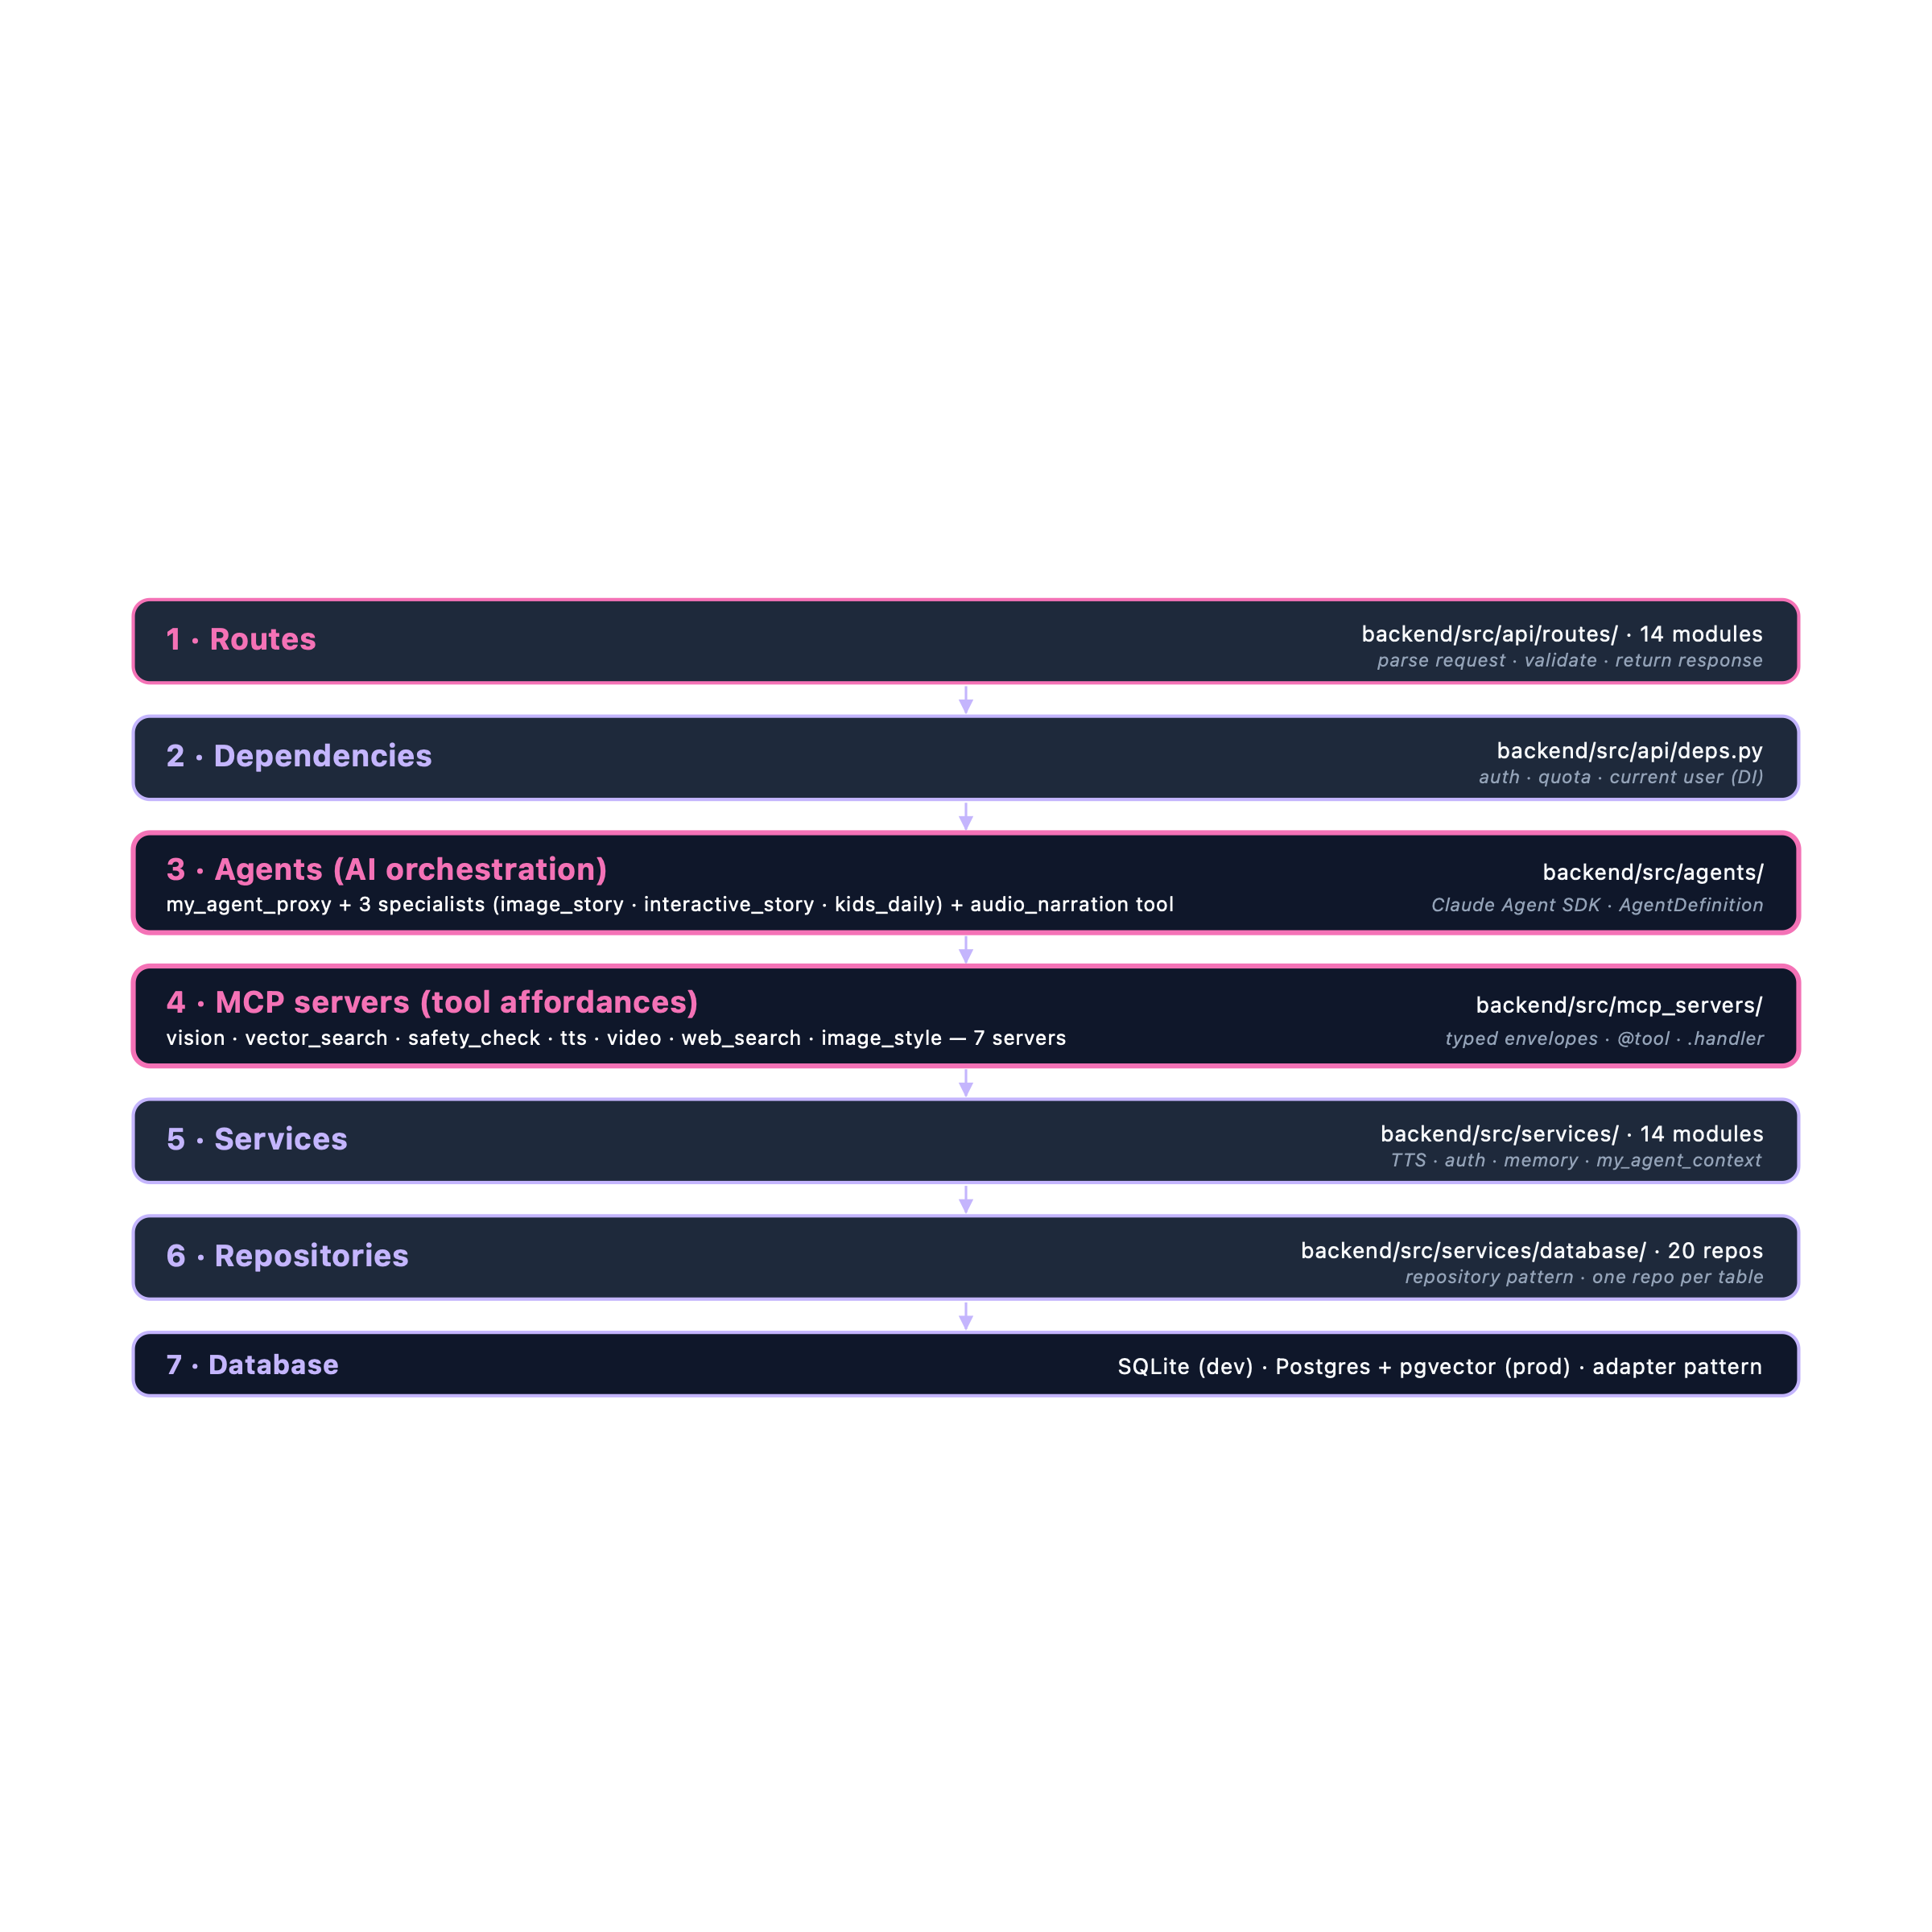 1 · Routes
backend/src/api/routes/ · 14 modules
parse request · validate · return response
2 · Dependencies
backend/src/api/deps.py
auth · quota · current user (DI)
3 · Agents (AI orchestration)
my_agent_proxy + 3 specialists (image_story · interactive_story · kids_daily) + audio_narration tool
backend/src/agents/
Claude Agent SDK · AgentDefinition
4 · MCP servers (tool affordances)
vision · vector_search · safety_check · tts · video · web_search · image_style — 7 servers
backend/src/mcp_servers/
typed envelopes · @tool · .handler
5 · Services
backend/src/services/ · 14 modules
TTS · auth · memory · my_agent_context
6 · Repositories
backend/src/services/database/ · 20 repos
repository pattern · one repo per table
7 · Database
SQLite (dev) · Postgres + pgvector (prod) · adapter pattern